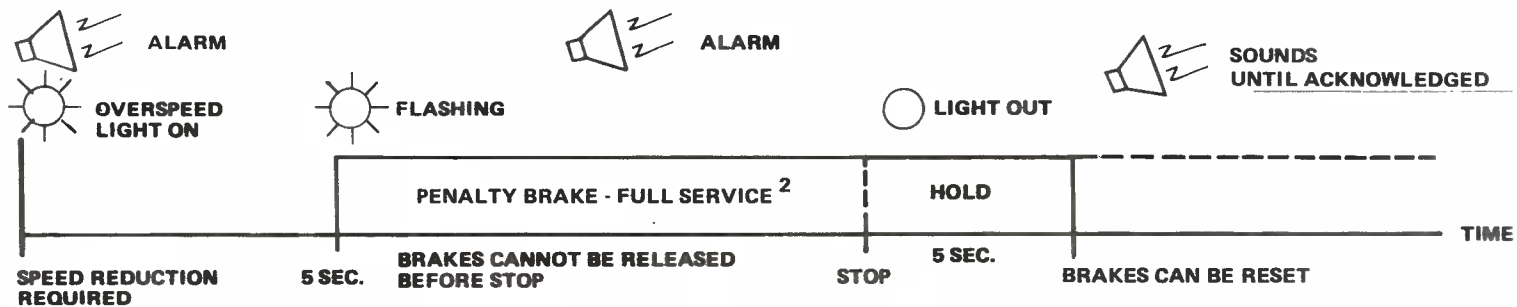 ALARM
ALARM
SOUNDS
UNTIL ACKNOWLEDGED
OVERSPEED
LIGHT ON
FLASHING
LIGHT OUT
PENALTY BRAKE - FULL SERVICE 2
HOLD
TIME
SPEED REDUCTION
REQUIRED
5 SEC.
BRAKES CANNOT BE RELEASED
BEFORE STOP
STOP
5 SEC.
BRAKES CAN BE RESET